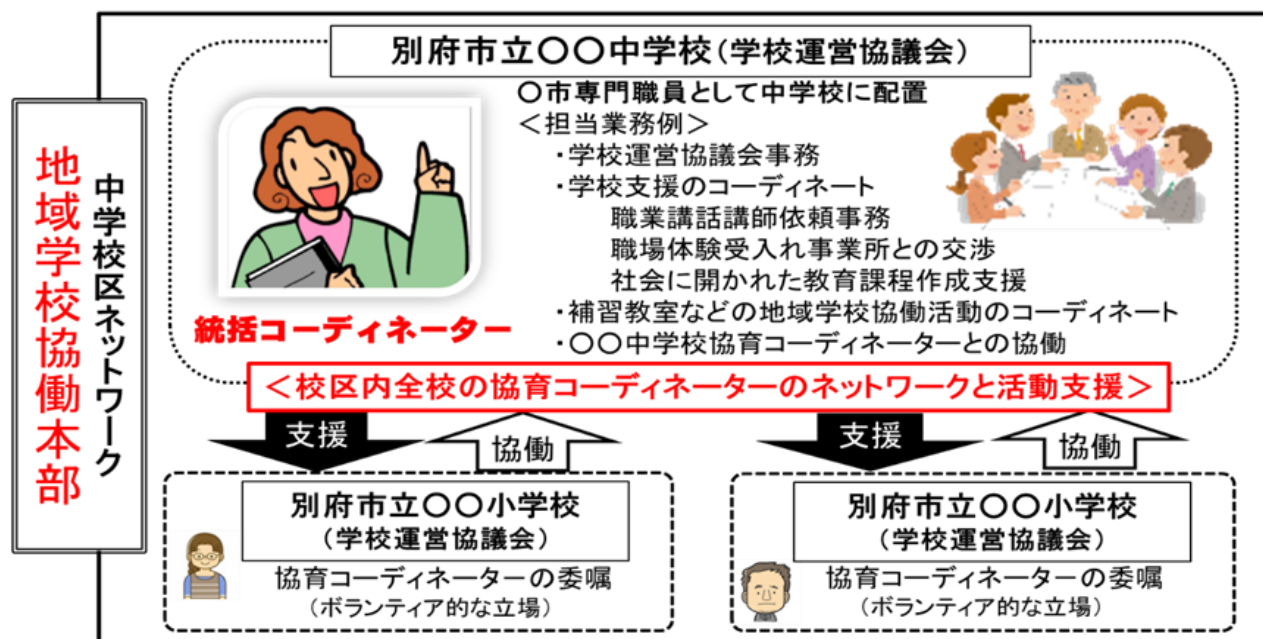 地域学校協働本部
中学校区ネットワーク
別府市立〇〇中学校(学校運営協議会)
〇市専門職員として中学校に配置
<担当業務例>
・学校運営協議会事務
・学校支援のコーディネート
職業講話講師依頼事務
職場体験受入れ事業所との交渉
社会に開かれた教育課程作成支援
・補習教室などの地域学校協働活動のコーディネート
・〇〇中学校協育コーディネーターとの協働
統括コーディネーター
<校区内全校の協育コーディネーターのネットワークと活動支援>
支援
協働
支援
協働
別府市立〇〇小学校
(学校運営協議会)
協育コーディネーターの委嘱
(ボランティア的な立場)
別府市立〇〇小学校
(学校運営協議会)
協育コーディネーターの委嘱
(ボランティア的な立場)